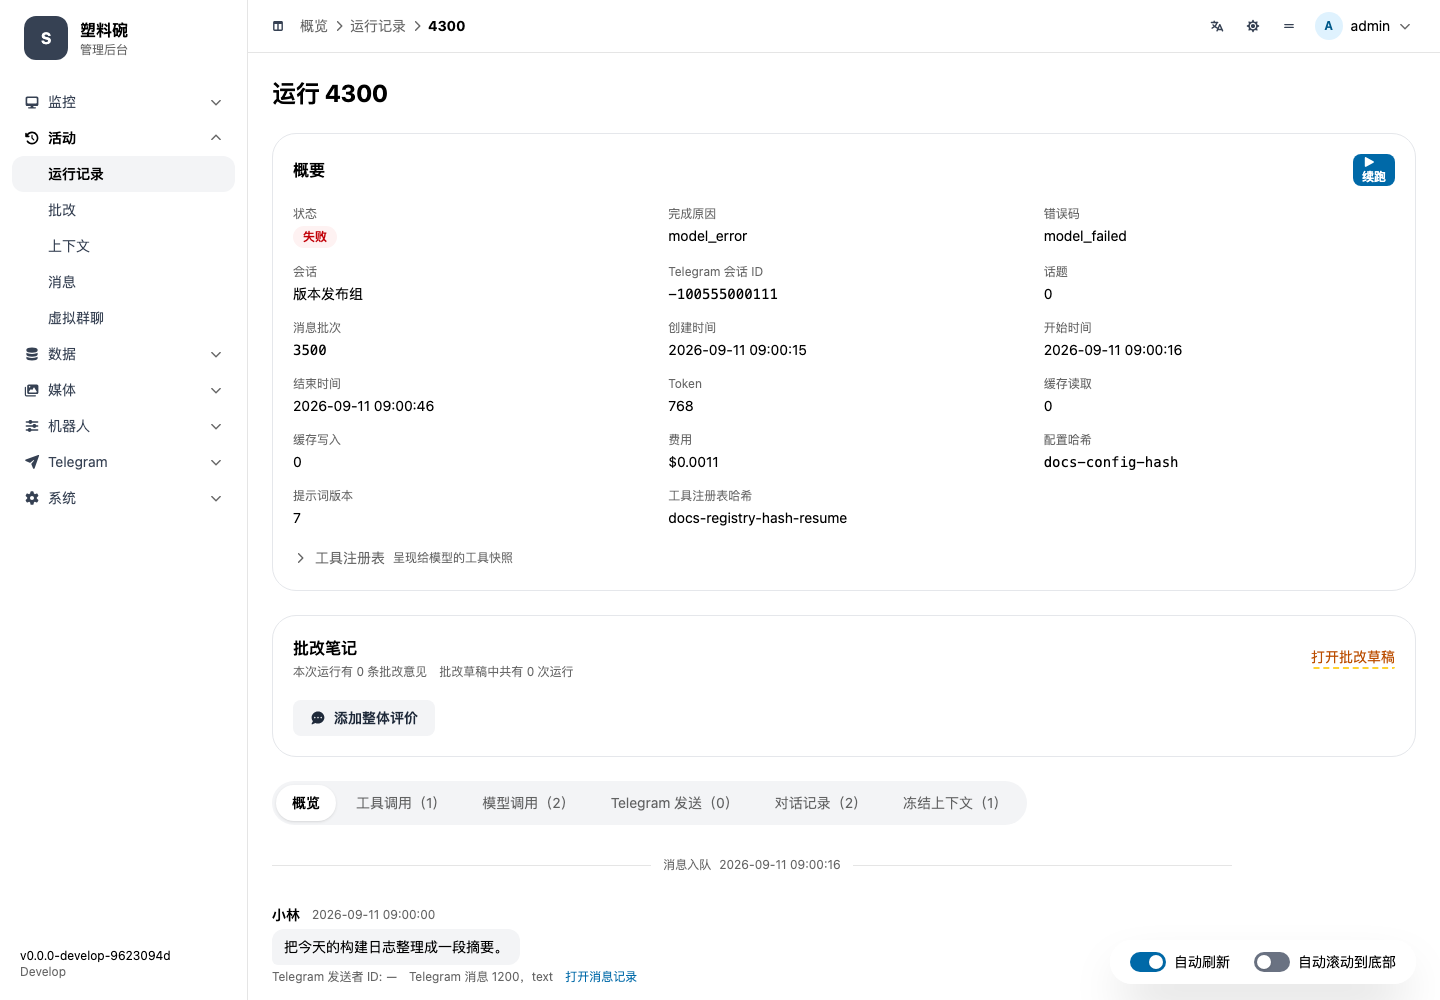 S
塑料碗
管理后台
监控
活动
运行记录
批改
上下文
消息
虚拟群聊
数据
媒体
机器人
Telegram
系统
v0.0.0-develop-9623094d
Develop
概览 > 运行记录 > 4300
A admin
运行 4300
概要
续跑
状态 完成原因 错误码
失败 model_error model_failed
会话 Telegram 会话 ID 话题
版本发布组 -100555000111 0
消息批次 创建时间 开始时间
3500 2026-09-11 09:00:15 2026-09-11 09:00:16
结束时间 Token 缓存读取
2026-09-11 09:00:46 768 0
缓存写入 费用 配置哈希
0 $0.0011 docs-config-hash
提示词版本 工具注册表哈希
7 docs-registry-hash-resume
工具注册表 呈现给模型的工具快照
批改笔记
本次运行有 0 条批改意见 批改草稿中共有 0 次运行
打开批改草稿
添加整体评价
概览 工具调用（1） 模型调用（2） Telegram 发送（0） 对话记录（2） 冻结上下文（1）
消息入队 2026-09-11 09:00:16
小林 2026-09-11 09:00:00
把今天的构建日志整理成一段摘要。
Telegram 发送者 ID: — Telegram 消息 1200，text 打开消息记录
自动刷新 自动滚动到底部